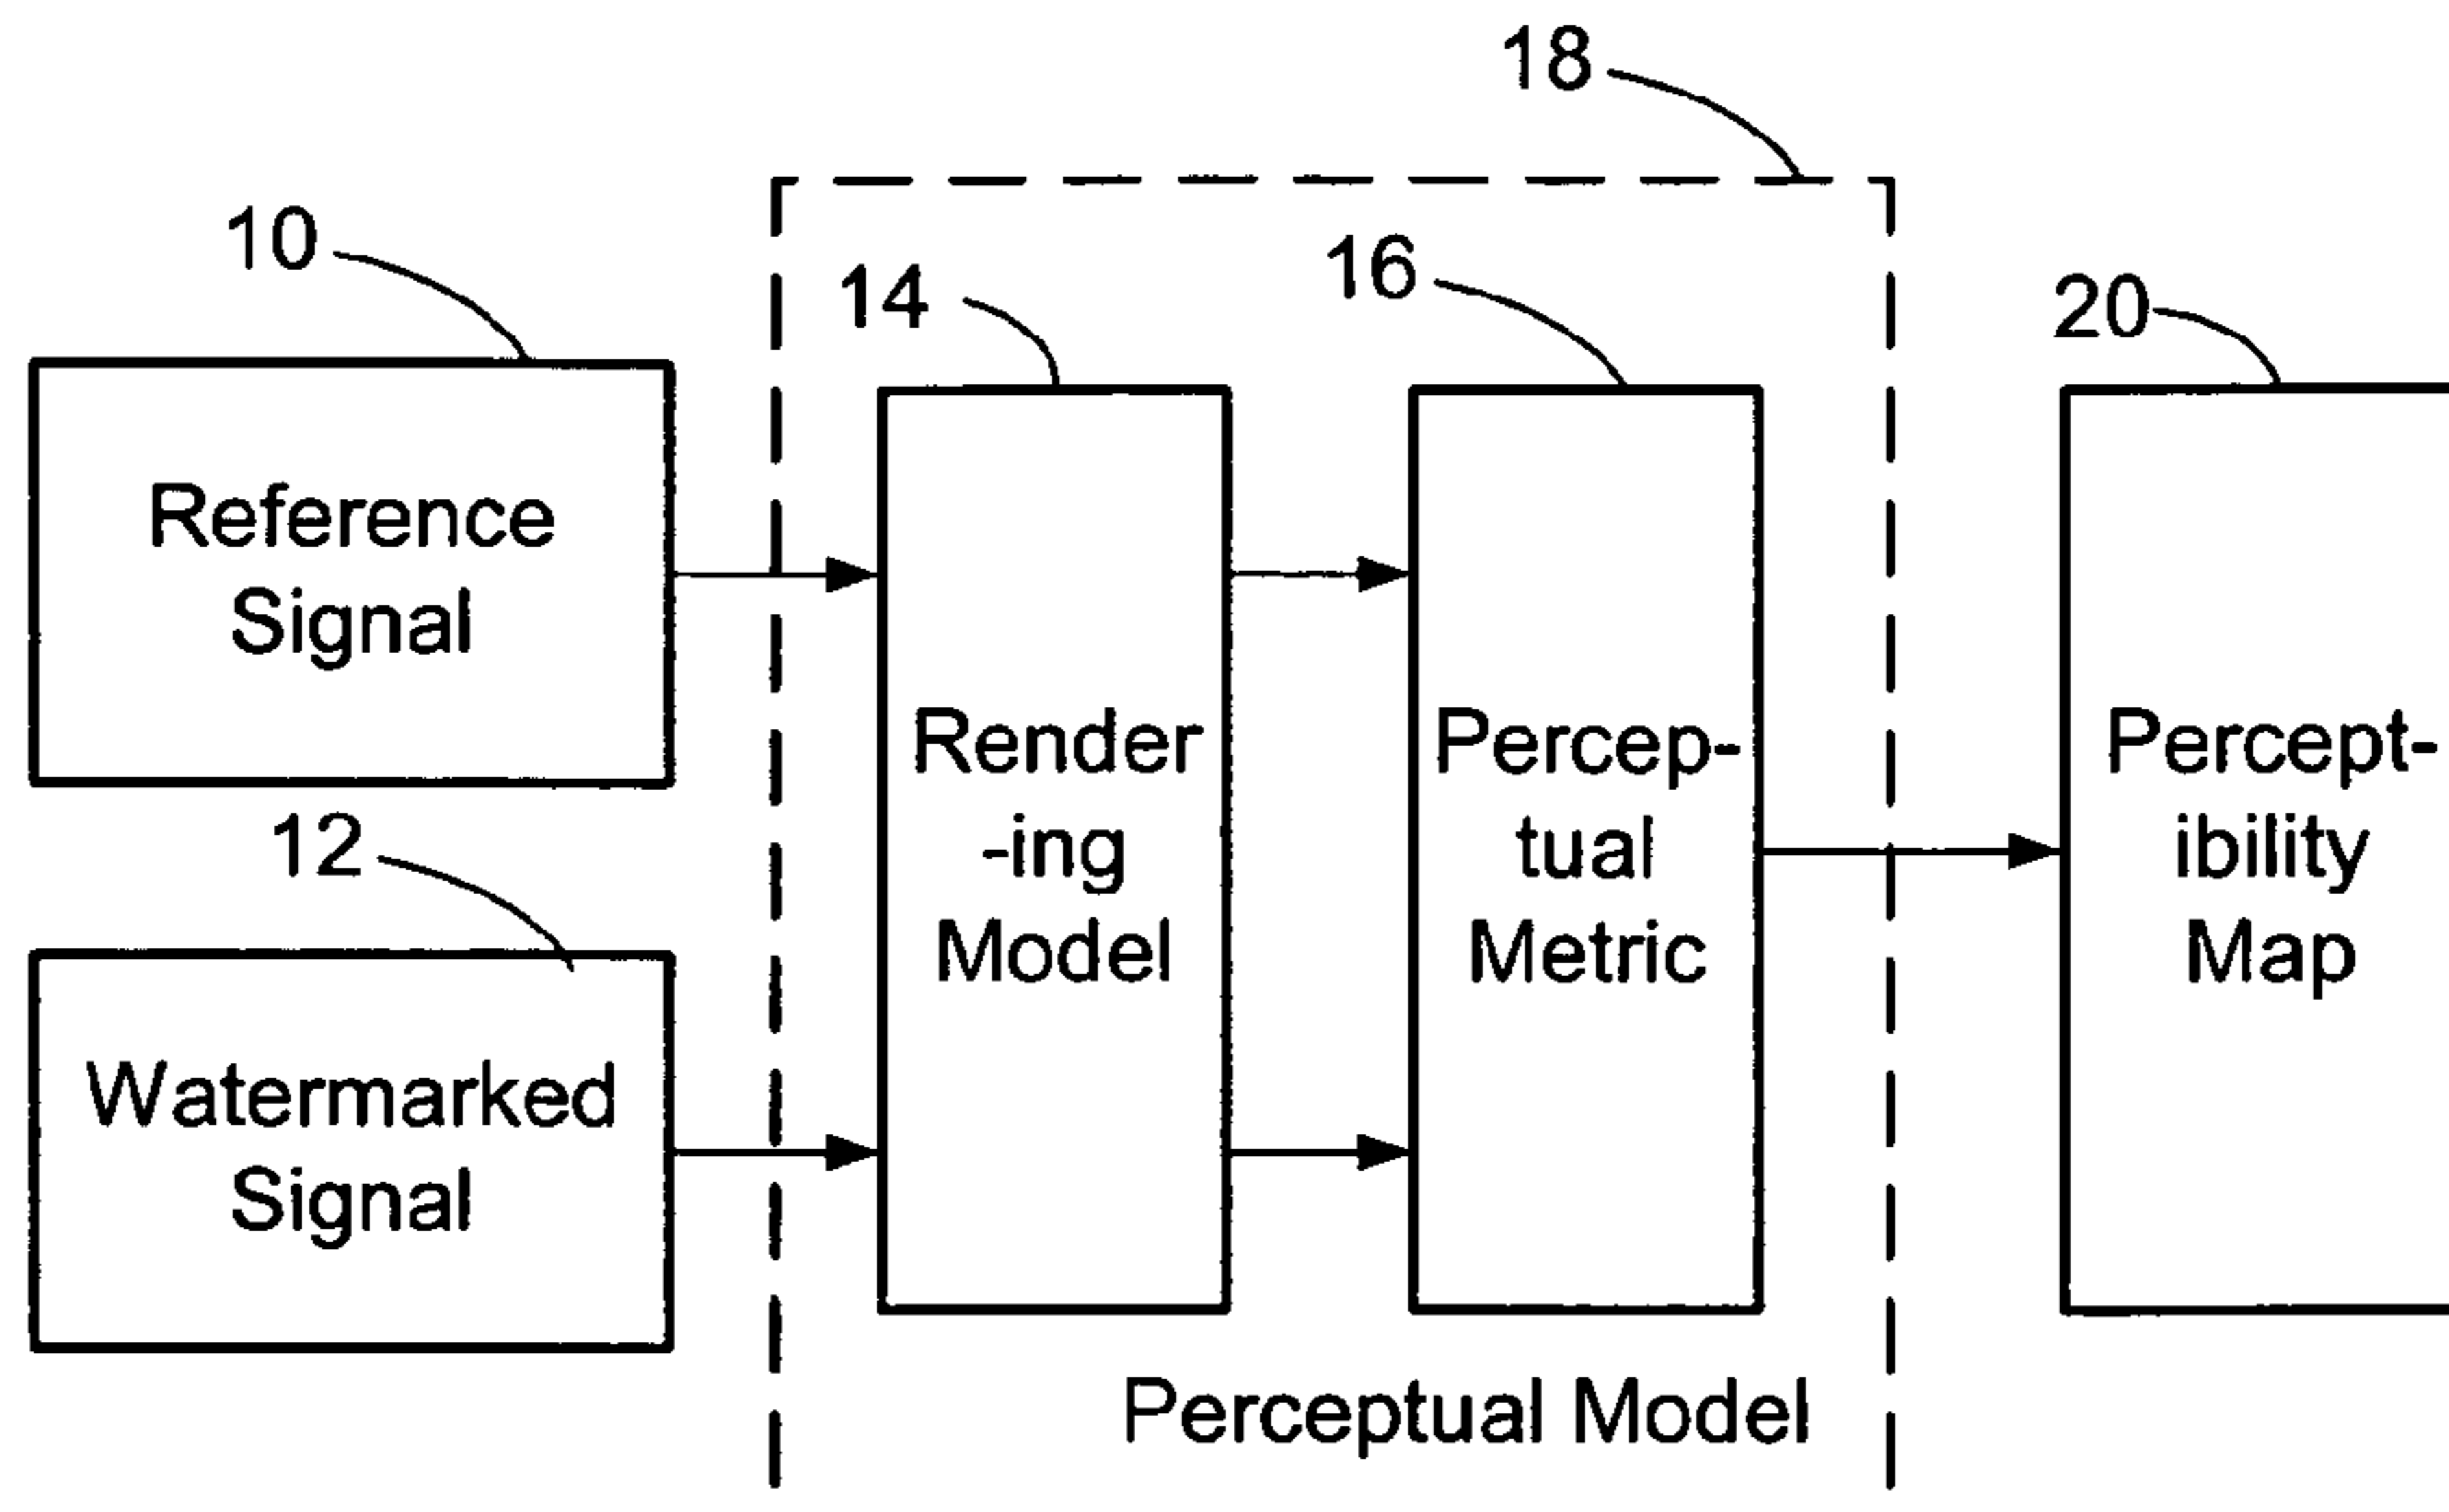 18
10
14
16
20
Reference
Signal
12
Render
-ing
Model
Percep-
tual
Metric
Percept-
ibility
Map
Watermarked
Signal
Perceptual Model